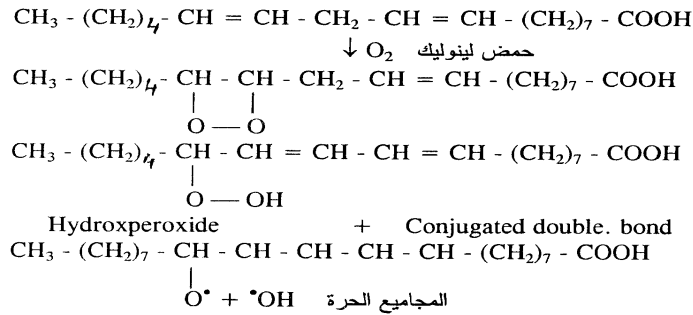 CH₃ - (CH₂)₄ - CH = CH - CH₂ - CH = CH - (CH₂)₇ - COOH
↓ O₂ حمض لينوليك
CH₃ - (CH₂)₄ - CH - CH - CH₂ - CH = CH - (CH₂)₇ - COOH
O — O
CH₃ - (CH₂)₄ - CH - CH = CH - CH = CH - (CH₂)₇ - COOH
O — OH
Hydroxperoxide + Conjugated double. bond
CH₃ - (CH₂)₇ - CH - CH - CH - CH - CH - (CH₂)₇ - COOH
O• + •OH المجاميع الحرة